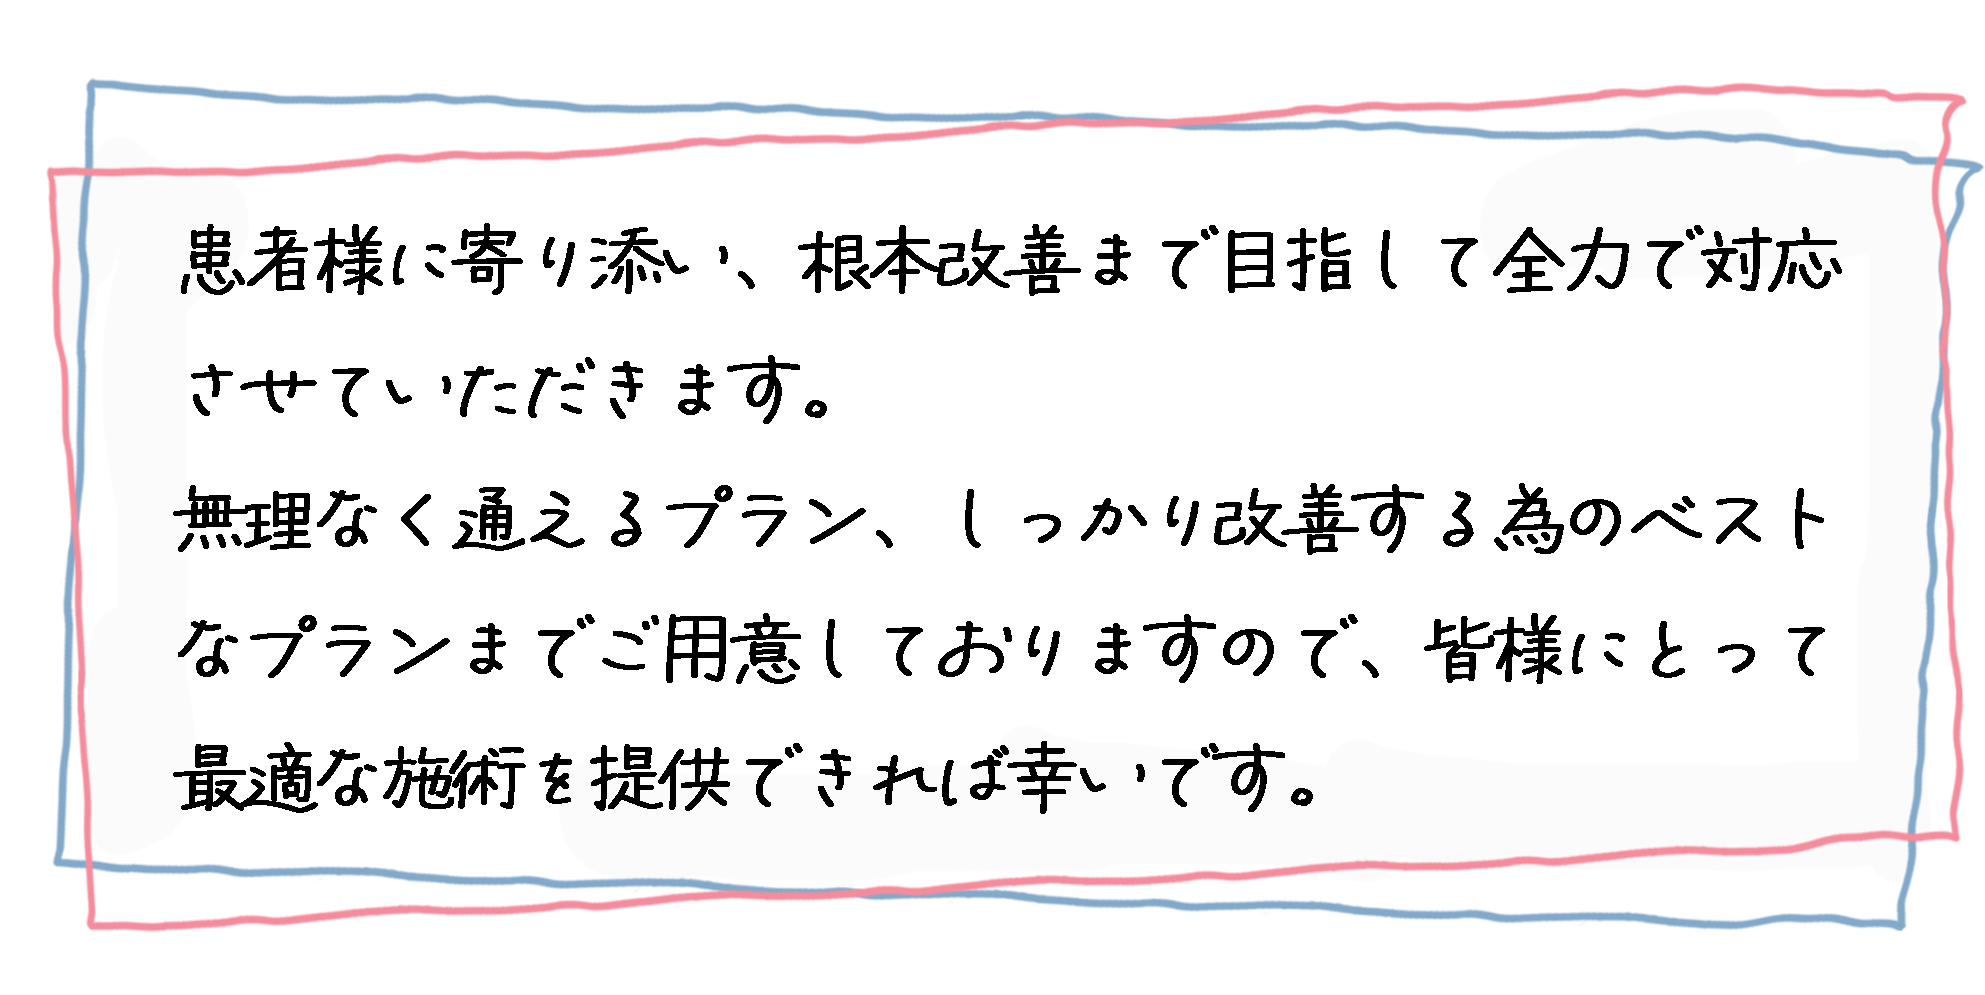 患者様に寄り添い、根本改善まで目指して全力で対応
させていただきます。
無理なく通えるプラン、しっかり改善する為のベスト
なプランまでご用意しておりますので、皆様にとって
最適な施術を提供できれば幸いです。